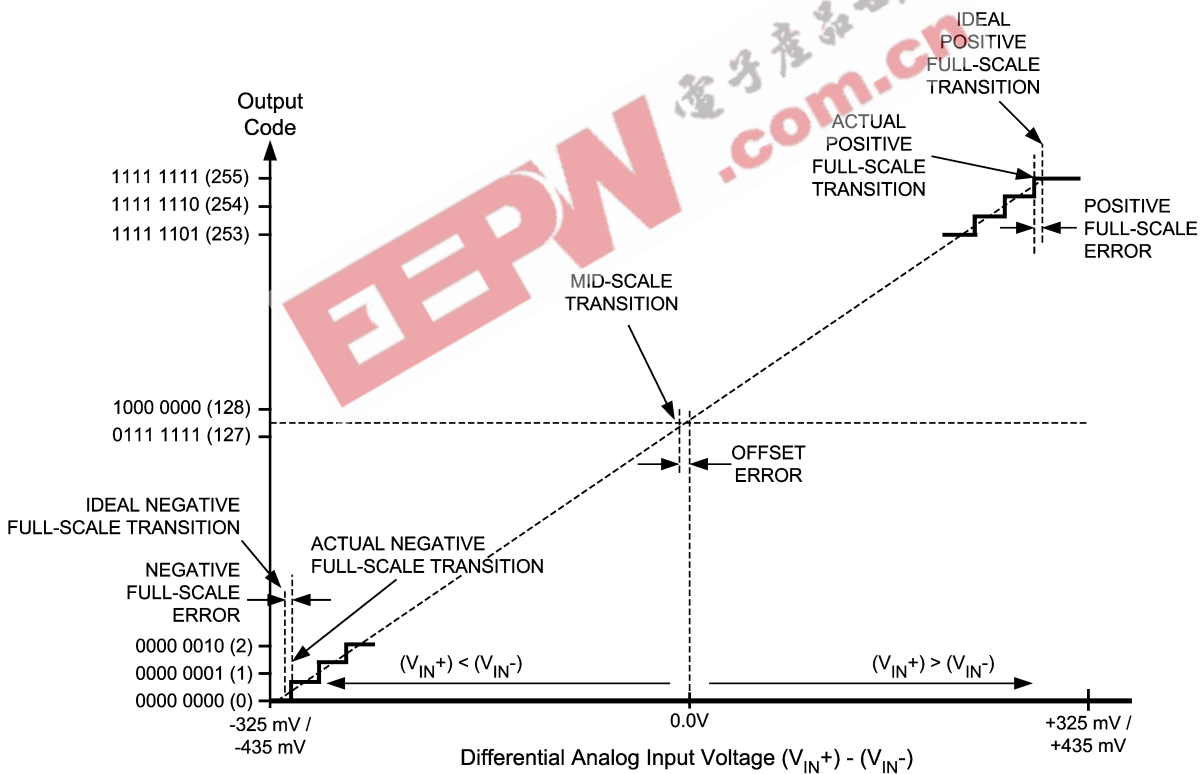 電子產品
EEPW
.com.cn
IDEAL
POSITIVE
FULL-SCALE
TRANSITION
Output
Code
ACTUAL
POSITIVE
FULL-SCALE
TRANSITION
1111 1111 (255)
1111 1110 (254)
1111 1101 (253)
POSITIVE
FULL-SCALE
ERROR
MID-SCALE
TRANSITION
1000 0000 (128)
0111 1111 (127)
OFFSET
ERROR
IDEAL NEGATIVE
FULL-SCALE TRANSITION
ACTUAL NEGATIVE
FULL-SCALE TRANSITION
NEGATIVE
FULL-SCALE
ERROR
0000 0010 (2)
0000 0001 (1)
0000 0000 (0)
(VIN+) < (VIN-)
(VIN+) > (VIN-)
-325 mV /
-435 mV
0.0V
+325 mV /
+435 mV
Differential Analog Input Voltage (VIN+) - (VIN-)